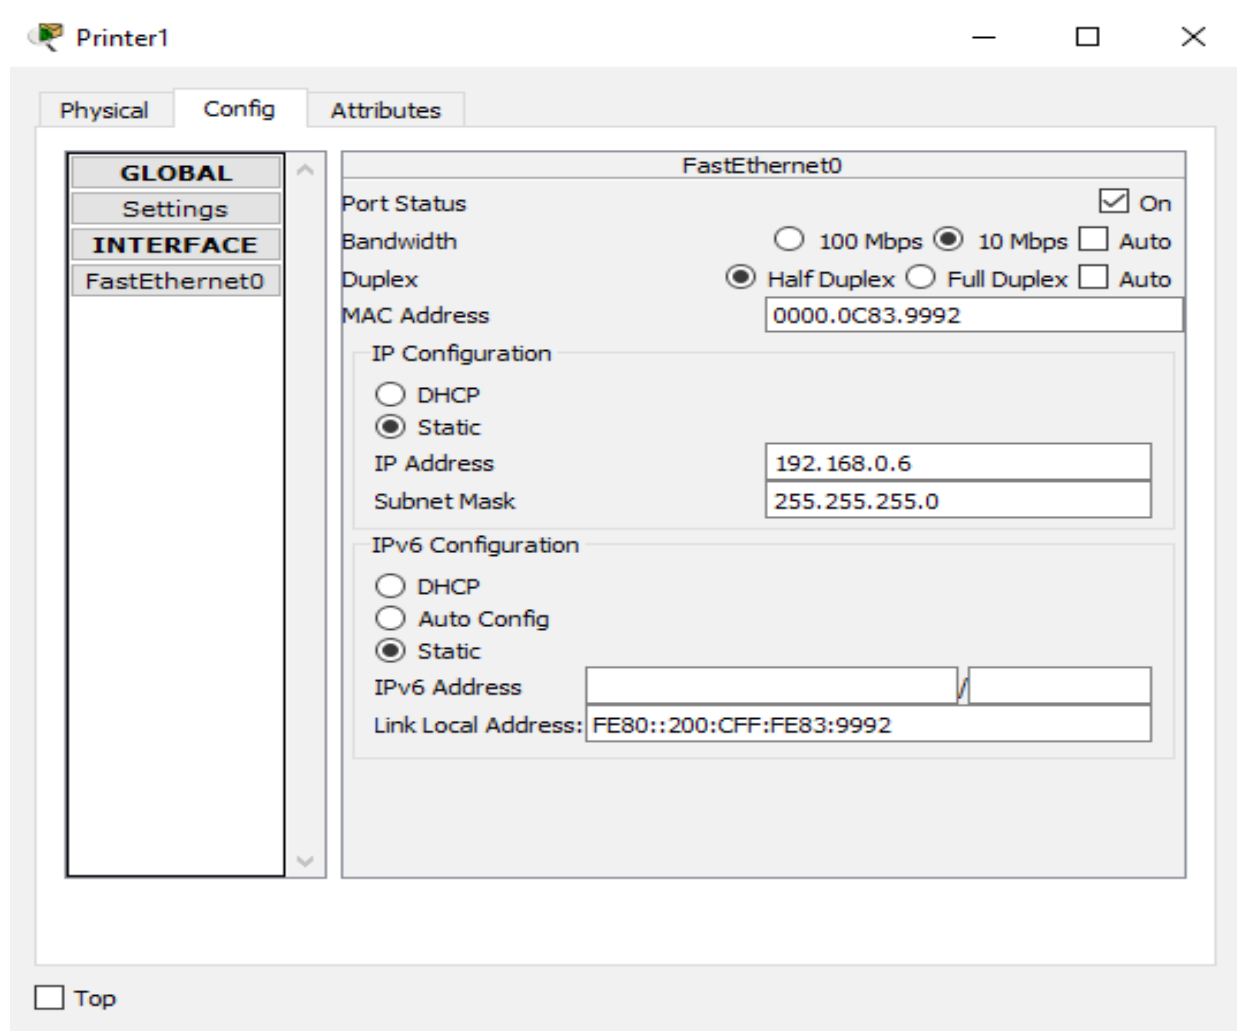 Printer1
Physical Config Attributes
GLOBAL
Settings
INTERFACE
FastEthernet0
FastEthernet0
Port Status On
Bandwidth 100 Mbps 10 Mbps Auto
Duplex Half Duplex Full Duplex Auto
MAC Address 0000.0C83.9992
IP Configuration
DHCP
Static
IP Address 192.168.0.6
Subnet Mask 255.255.255.0
IPv6 Configuration
DHCP
Auto Config
Static
IPv6 Address /
Link Local Address: FE80::200:CFF:FE83:9992
Top